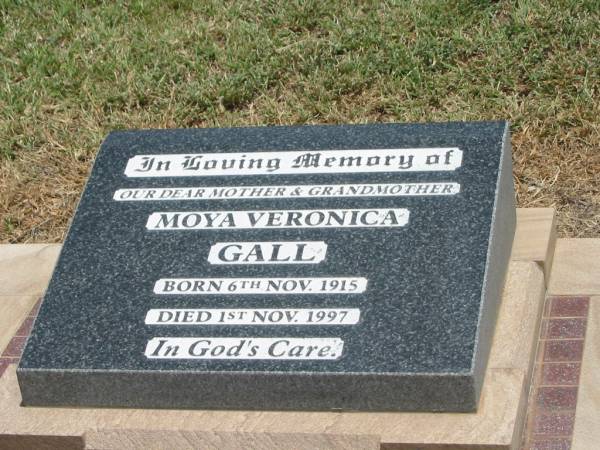 In Loving Memory of
OUR DEAR MOTHER & GRANDMOTHER
MOYA VERONICA
GALL
BORN 6TH NOV. 1915
DIED 1ST NOV. 1997
In God's Care.